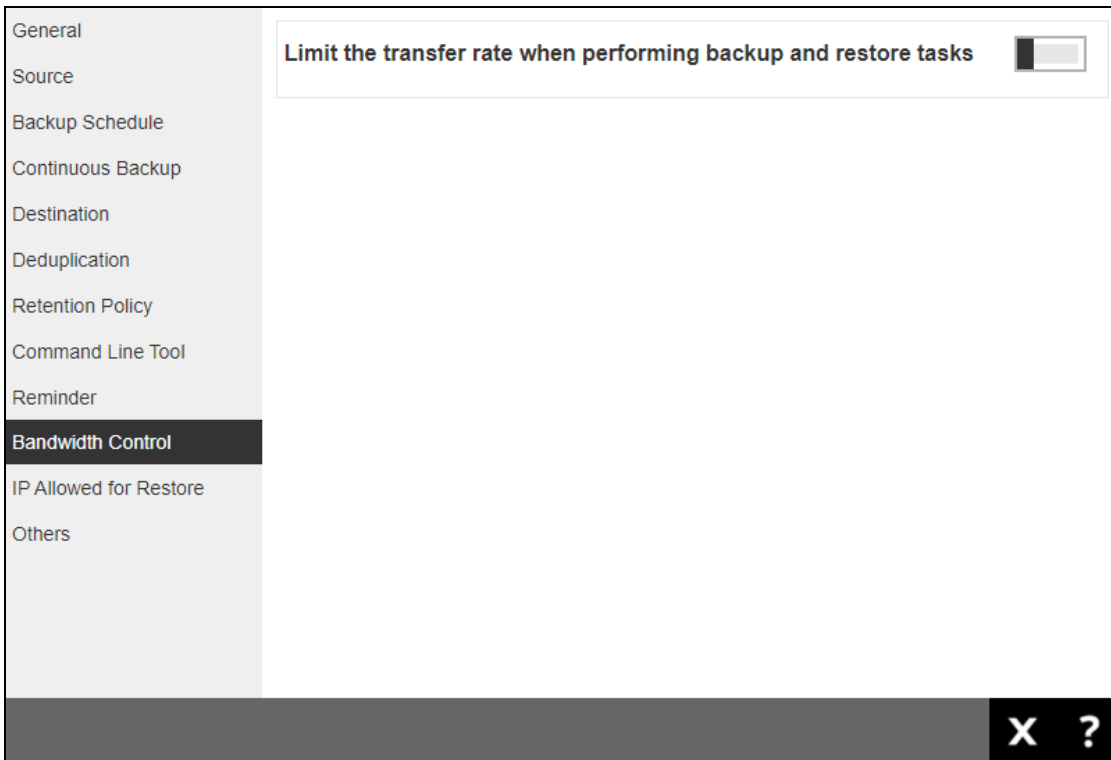 General
Source
Backup Schedule
Continuous Backup
Destination
Deduplication
Retention Policy
Command Line Tool
Reminder
Bandwidth Control
IP Allowed for Restore
Others
Limit the transfer rate when performing backup and restore tasks
X ?